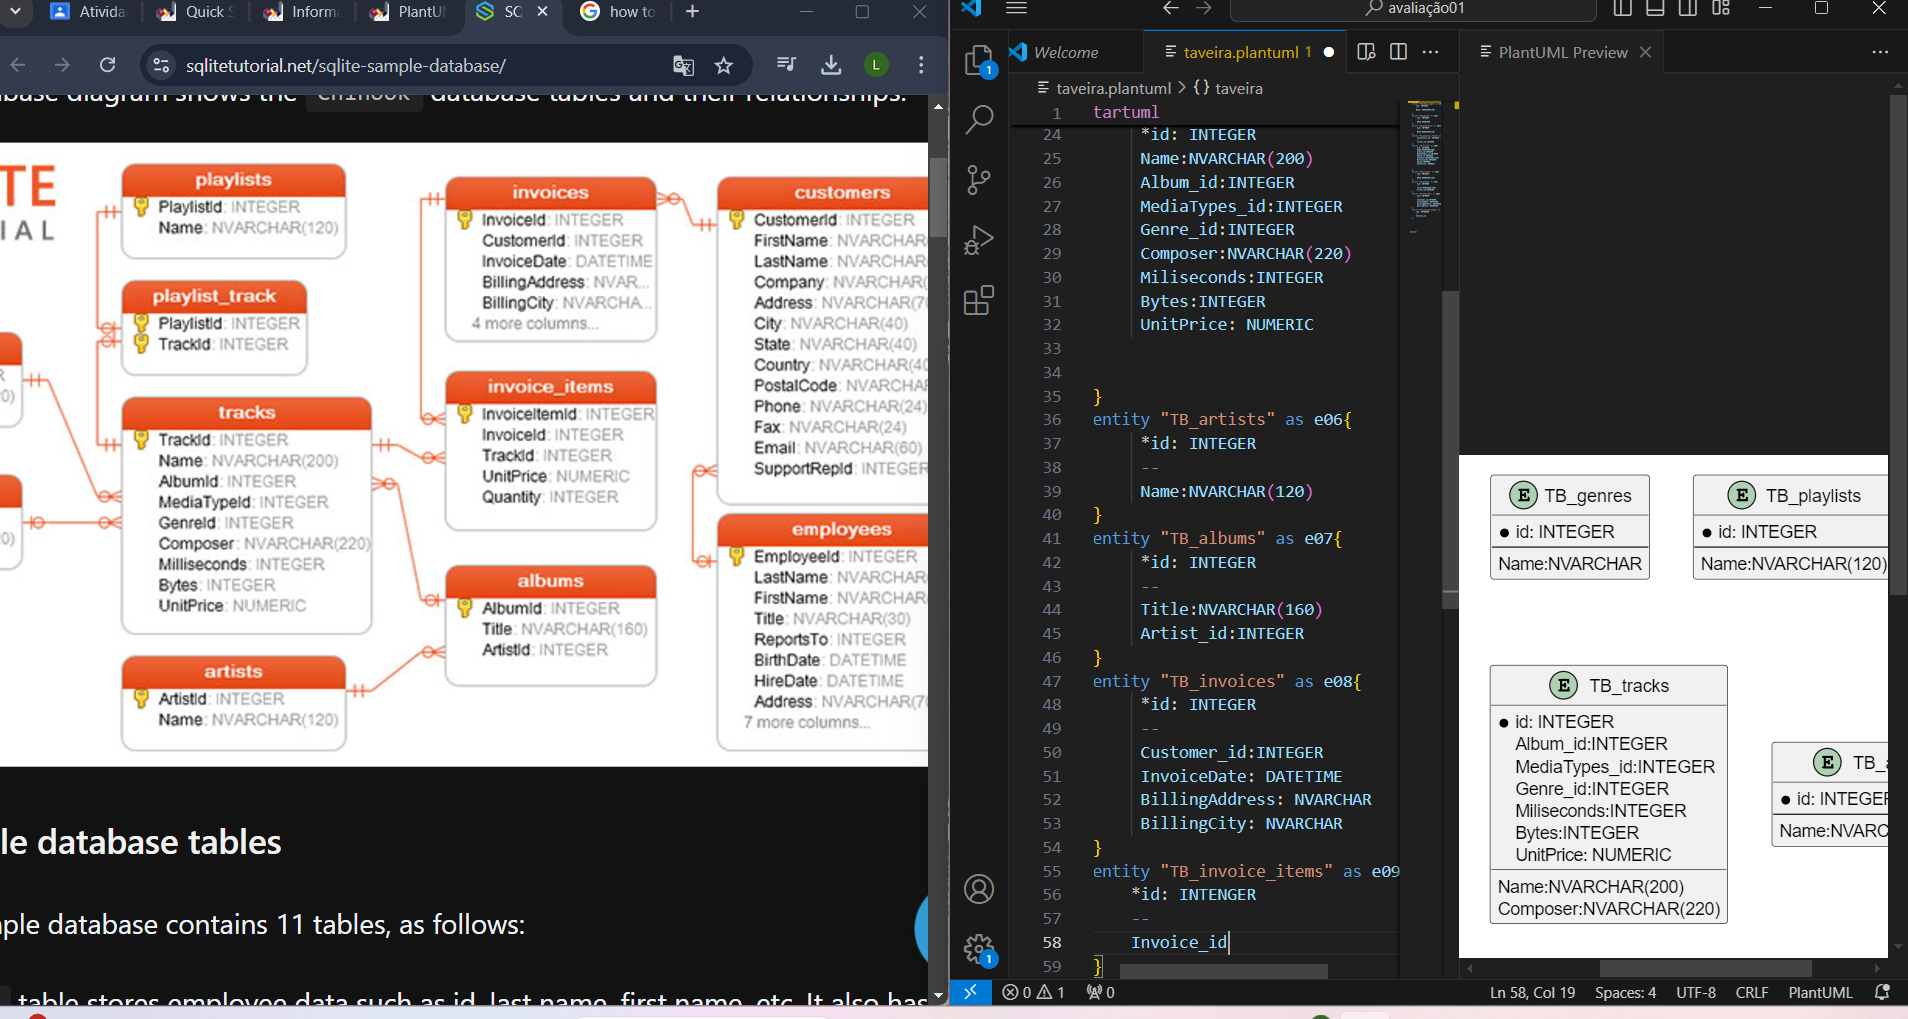 Ativida
Quick S
Informa
PlantUM
SQ
how to
sqlitetutorial.net/sqlite-sample-database/
L
base diagram shows the chinook database tables and their relationships.
TE
IAL
playlists
PlaylistId: INTEGER
Name: NVARCHAR(120)
playlist_track
PlaylistId: INTEGER
TrackId: INTEGER
R
20)
20)
tracks
TrackId: INTEGER
Name: NVARCHAR(200)
AlbumId: INTEGER
MediaTypeId: INTEGER
GenreId: INTEGER
Composer: NVARCHAR(220)
Milliseconds: INTEGER
Bytes: INTEGER
UnitPrice: NUMERIC
artists
ArtistId: INTEGER
Name: NVARCHAR(120)
invoices
InvoiceId: INTEGER
CustomerId: INTEGER
InvoiceDate: DATETIME
BillingAddress: NVAR...
BillingCity: NVARCHA...
4 more columns...
invoice_items
InvoiceItemId: INTEGER
InvoiceId: INTEGER
TrackId: INTEGER
UnitPrice: NUMERIC
Quantity: INTEGER
albums
AlbumId: INTEGER
Title: NVARCHAR(160)
ArtistId: INTEGER
customers
CustomerId: INTEGER
FirstName: NVARCHAR
LastName: NVARCHAR
Company: NVARCHAR(
Address: NVARCHAR(70
City: NVARCHAR(40)
State: NVARCHAR(40)
Country: NVARCHAR(40
PostalCode: NVARCHA
Phone: NVARCHAR(24)
Fax: NVARCHAR(24)
Email: NVARCHAR(60)
SupportRepId: INTEGER
employees
EmployeeId: INTEGER
LastName: NVARCHAR
FirstName: NVARCHAR
Title: NVARCHAR(30)
ReportsTo: INTEGER
BirthDate: DATETIME
HireDate: DATETIME
Address: NVARCHAR(70
7 more columns...
le database tables
mple database contains 11 tables, as follows:
table stores employee data such as id, last name, first name, etc. It also has
avaliação01
1
Welcome
taveira.plantuml 1
PlantUML Preview
taveira.plantuml > {} taveira
1 tartuml
24 *id: INTEGER
25 Name:NVARCHAR(200)
26 Album_id:INTEGER
27 MediaTypes_id:INTEGER
28 Genre_id:INTEGER
29 Composer:NVARCHAR(220)
30 Miliseconds:INTEGER
31 Bytes:INTEGER
32 UnitPrice: NUMERIC
33
34
35 }
36 entity "TB_artists" as e06{
37 *id: INTEGER
38 --
39 Name:NVARCHAR(120)
40 }
41 entity "TB_albums" as e07{
42 *id: INTEGER
43 --
44 Title:NVARCHAR(160)
45 Artist_id:INTEGER
46 }
47 entity "TB_invoices" as e08{
48 *id: INTEGER
49 --
50 Customer_id:INTEGER
51 InvoiceDate: DATETIME
52 BillingAddress: NVARCHAR
53 BillingCity: NVARCHAR
54 }
55 entity "TB_invoice_items" as e09
56 *id: INTENGER
57 --
58 Invoice_id
59 }
1
E TB_genres
id: INTEGER
Name:NVARCHAR
E TB_playlists
id: INTEGER
Name:NVARCHAR(120)
E TB_tracks
id: INTEGER
Album_id:INTEGER
MediaTypes_id:INTEGER
Genre_id:INTEGER
Miliseconds:INTEGER
Bytes:INTEGER
UnitPrice: NUMERIC
Name:NVARCHAR(200)
Composer:NVARCHAR(220)
E TB_a
id: INTEGER
Name:NVARC
0 1 0 Ln 58, Col 19 Spaces: 4 UTF-8 CRLF PlantUML